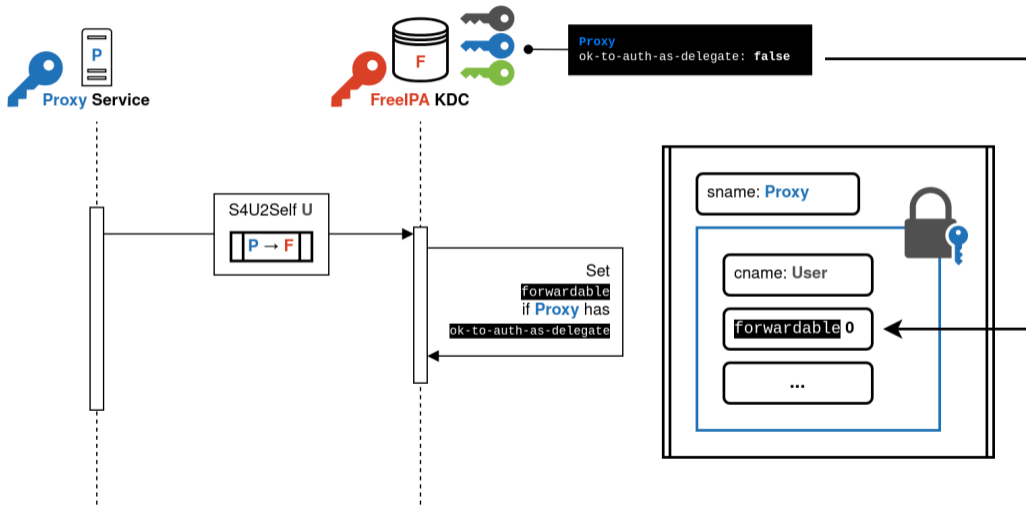 P
Proxy Service
F
FreeIPA KDC
Proxy
ok-to-auth-as-delegate: false
S4U2Self U
P → F
Set
forwardable
if Proxy has
ok-to-auth-as-delegate
sname: Proxy
cname: User
forwardable 0
...